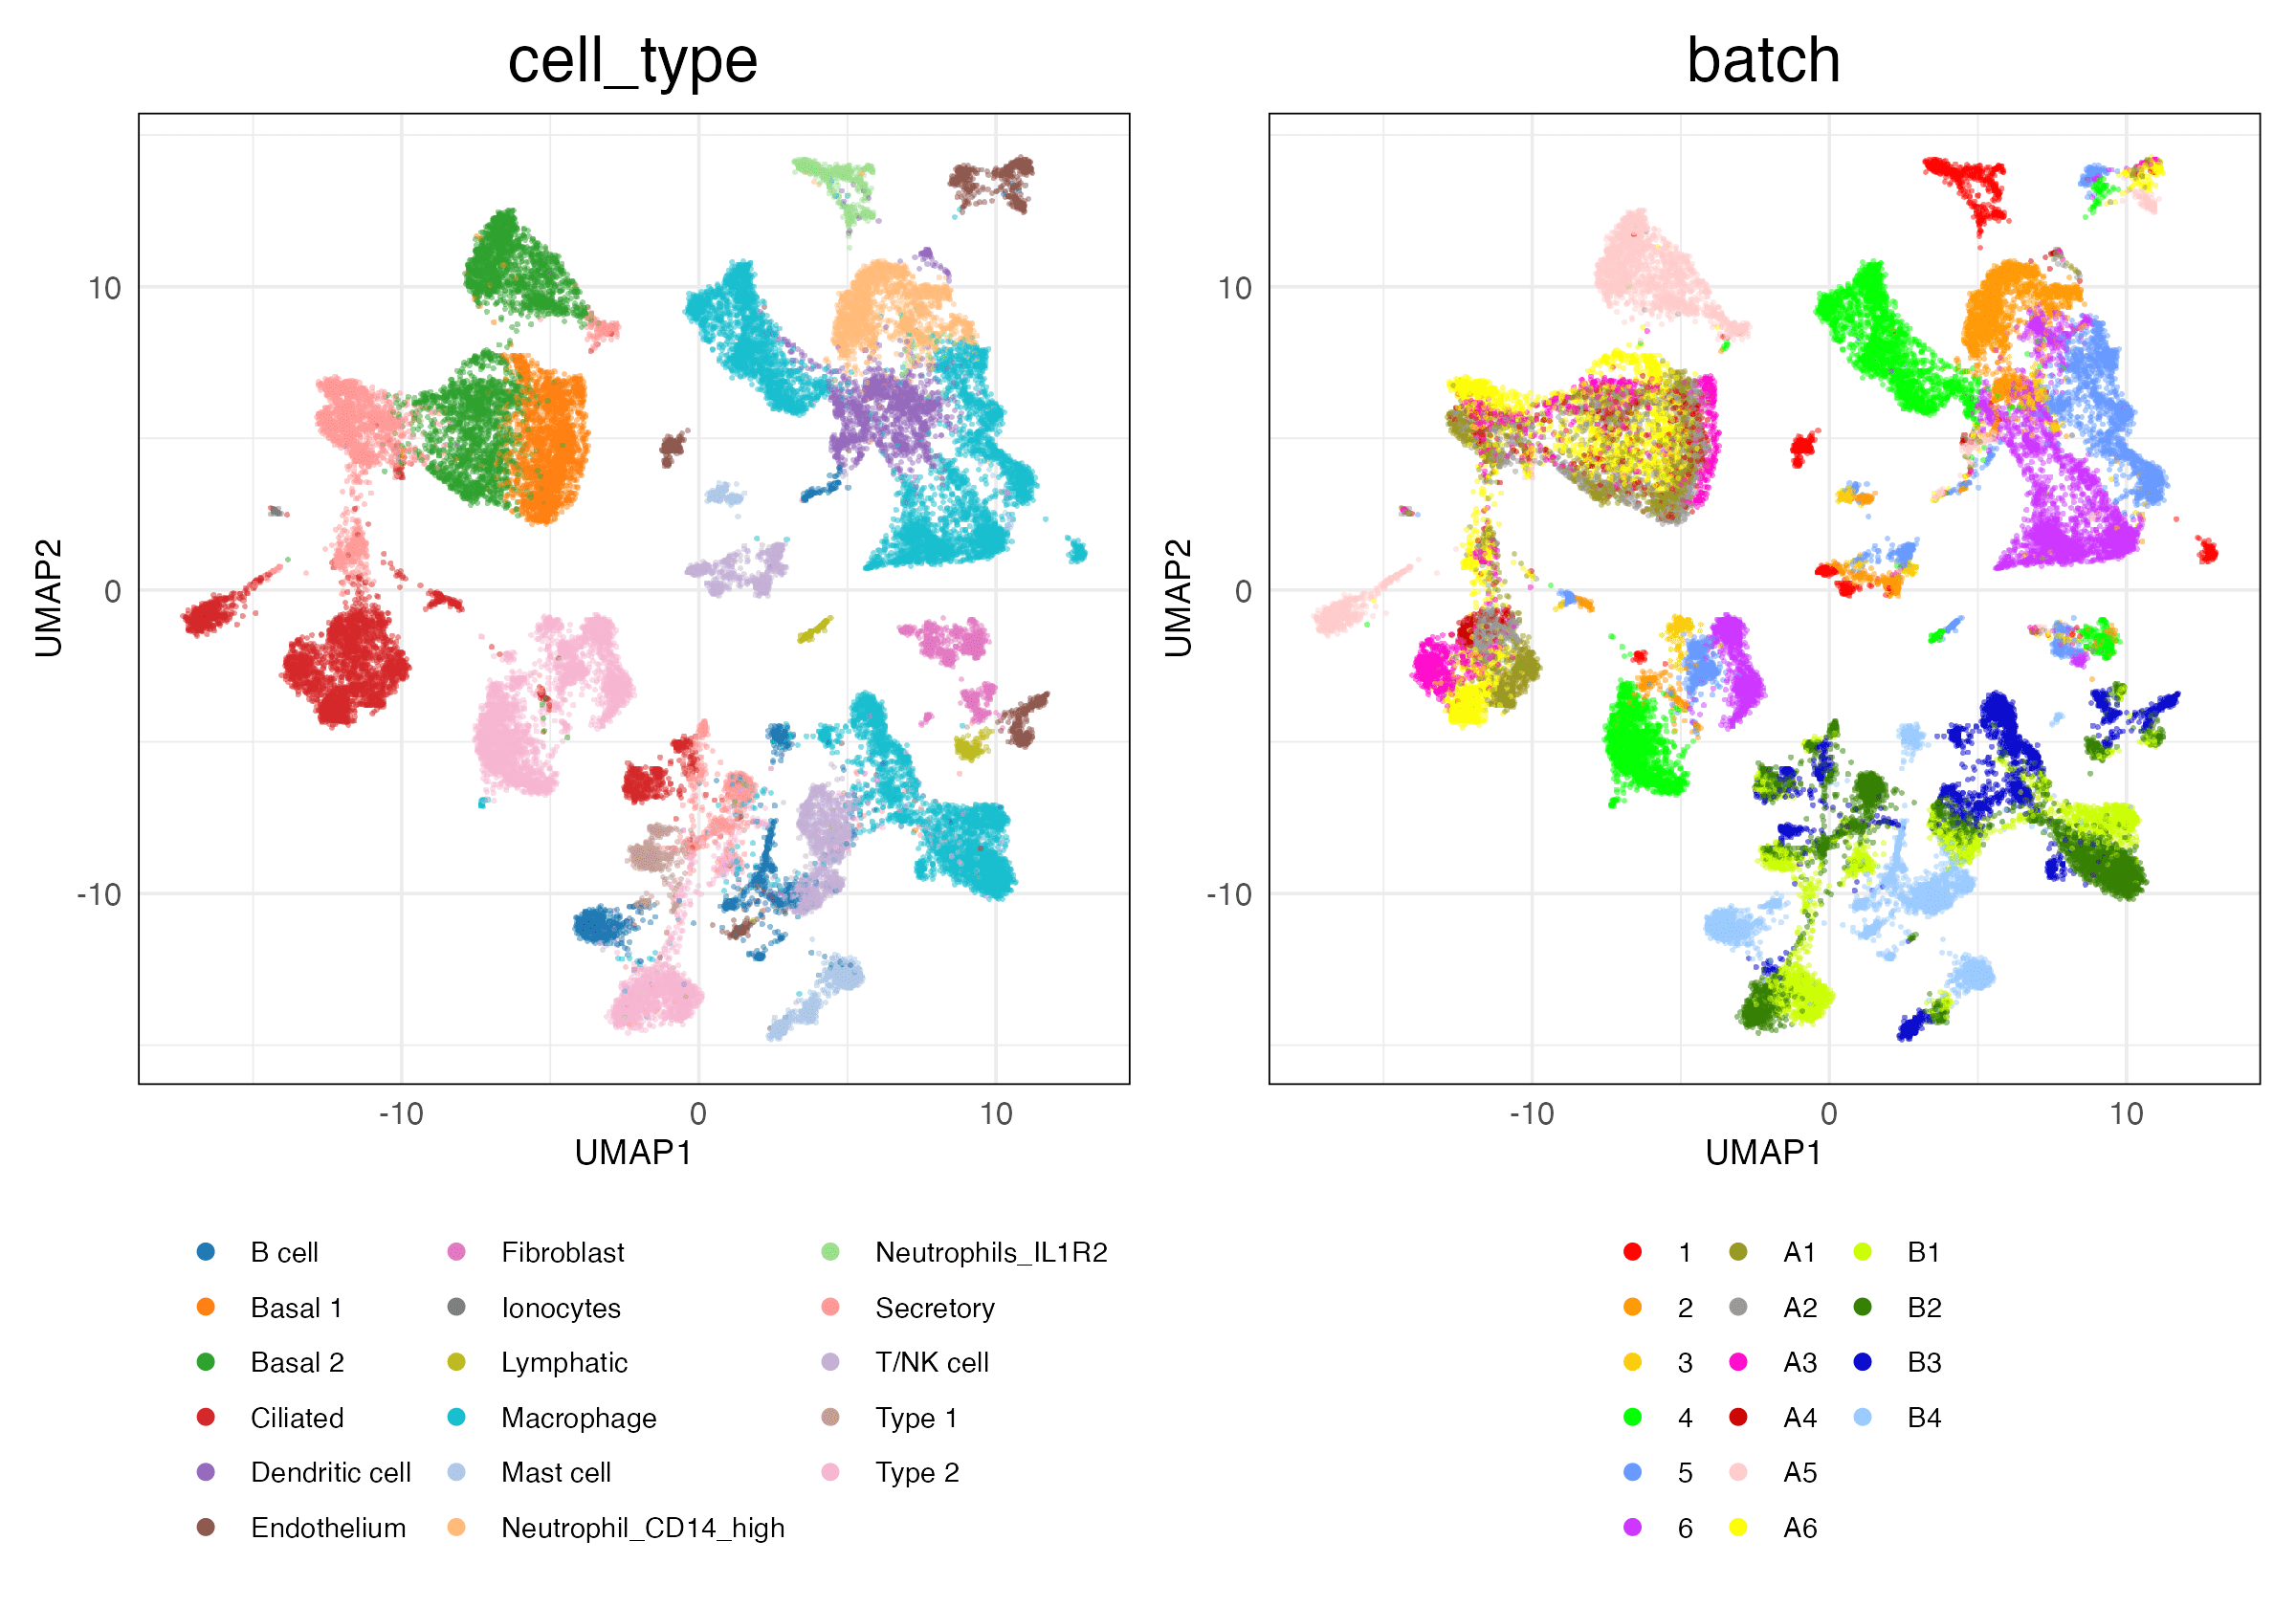 cell_type
batch
10
0
-10
UMAP2
-10
0
10
UMAP1
10
0
-10
UMAP2
-10
0
10
UMAP1
B cell
Basal 1
Basal 2
Ciliated
Dendritic cell
Endothelium
Fibroblast
Ionocytes
Lymphatic
Macrophage
Mast cell
Neutrophil_CD14_high
Neutrophils_IL1R2
Secretory
T/NK cell
Type 1
Type 2
1
2
3
4
5
6
A1
A2
A3
A4
A5
A6
B1
B2
B3
B4